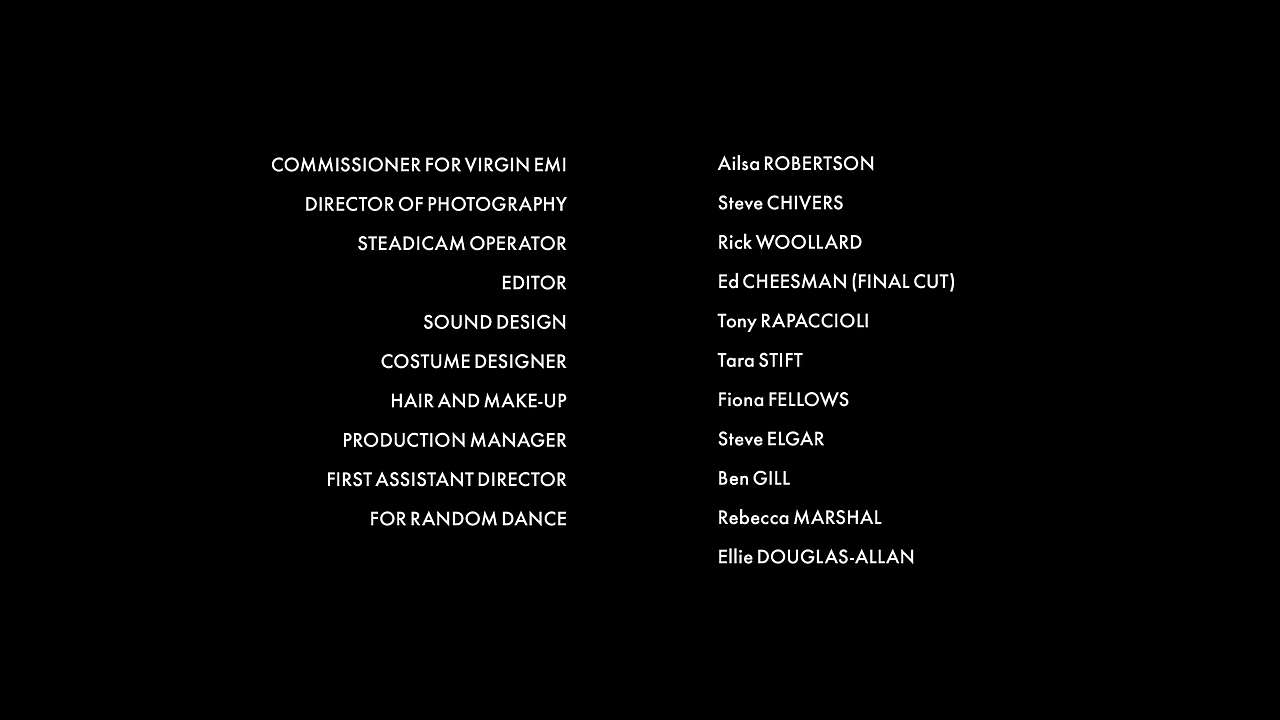 COMMISSIONER FOR VIRGIN EMI Ailsa ROBERTSON
DIRECTOR OF PHOTOGRAPHY Steve CHIVERS
STEADICAM OPERATOR Rick WOOLLARD
EDITOR Ed CHEESMAN (FINAL CUT)
SOUND DESIGN Tony RAPACCIOLI
COSTUME DESIGNER Tara STIFT
HAIR AND MAKE-UP Fiona FELLOWS
PRODUCTION MANAGER Steve ELGAR
FIRST ASSISTANT DIRECTOR Ben GILL
FOR RANDOM DANCE Rebecca MARSHAL
Ellie DOUGLAS-ALLAN